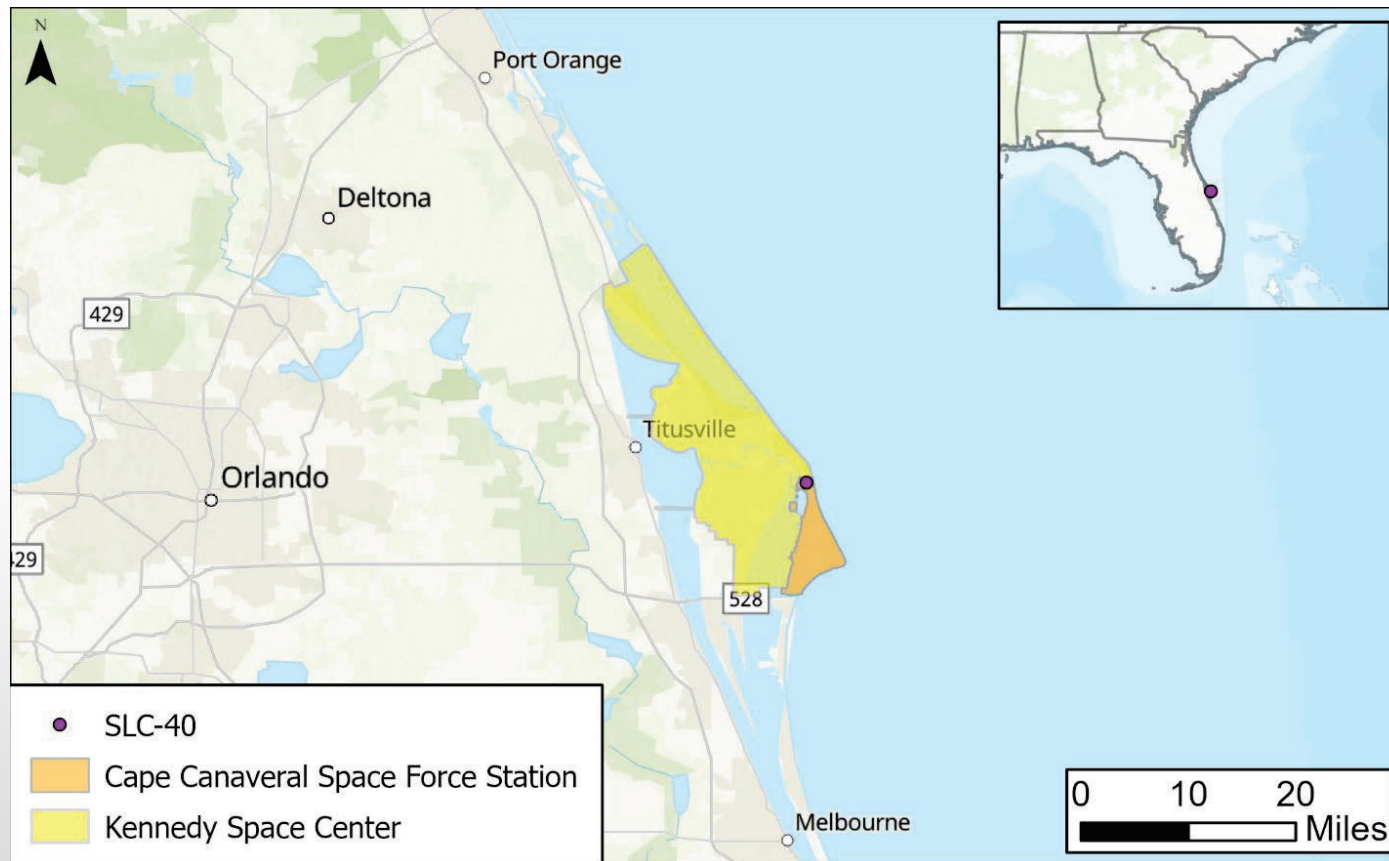 N
Port Orange
Deltona
429
Titusville
Orlando
429
528
SLC-40
Cape Canaveral Space Force Station
Kennedy Space Center
Melbourne
0 10 20
Miles